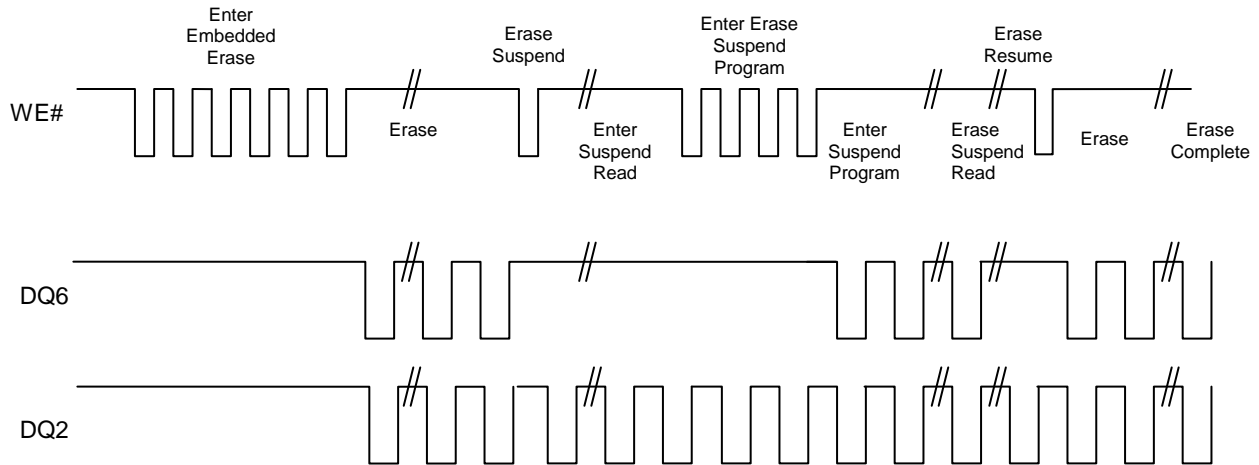 Enter
Embedded
Erase
Erase
Suspend
Enter Erase
Suspend
Program
Erase
Resume
WE#
Erase
Enter
Suspend
Read
Enter
Suspend
Program
Erase
Suspend
Read
Erase
Erase
Complete
DQ6
DQ2